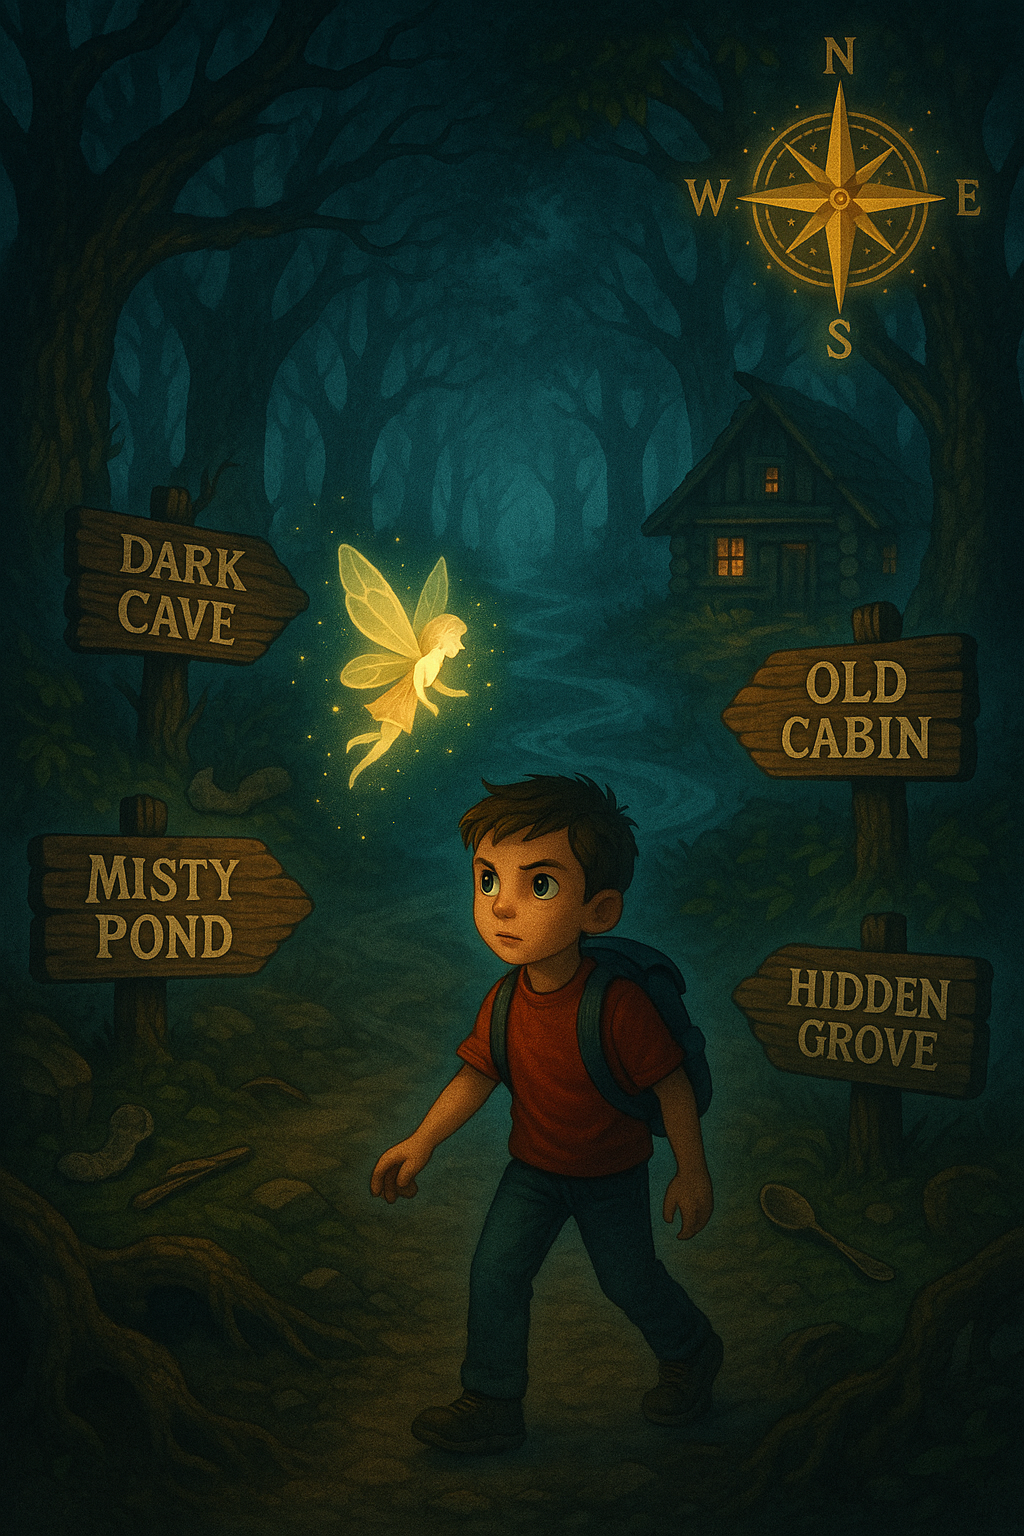 N
W E
S
DARK
CAVE
OLD
CABIN
MISTY
POND
HIDDEN
GROVE